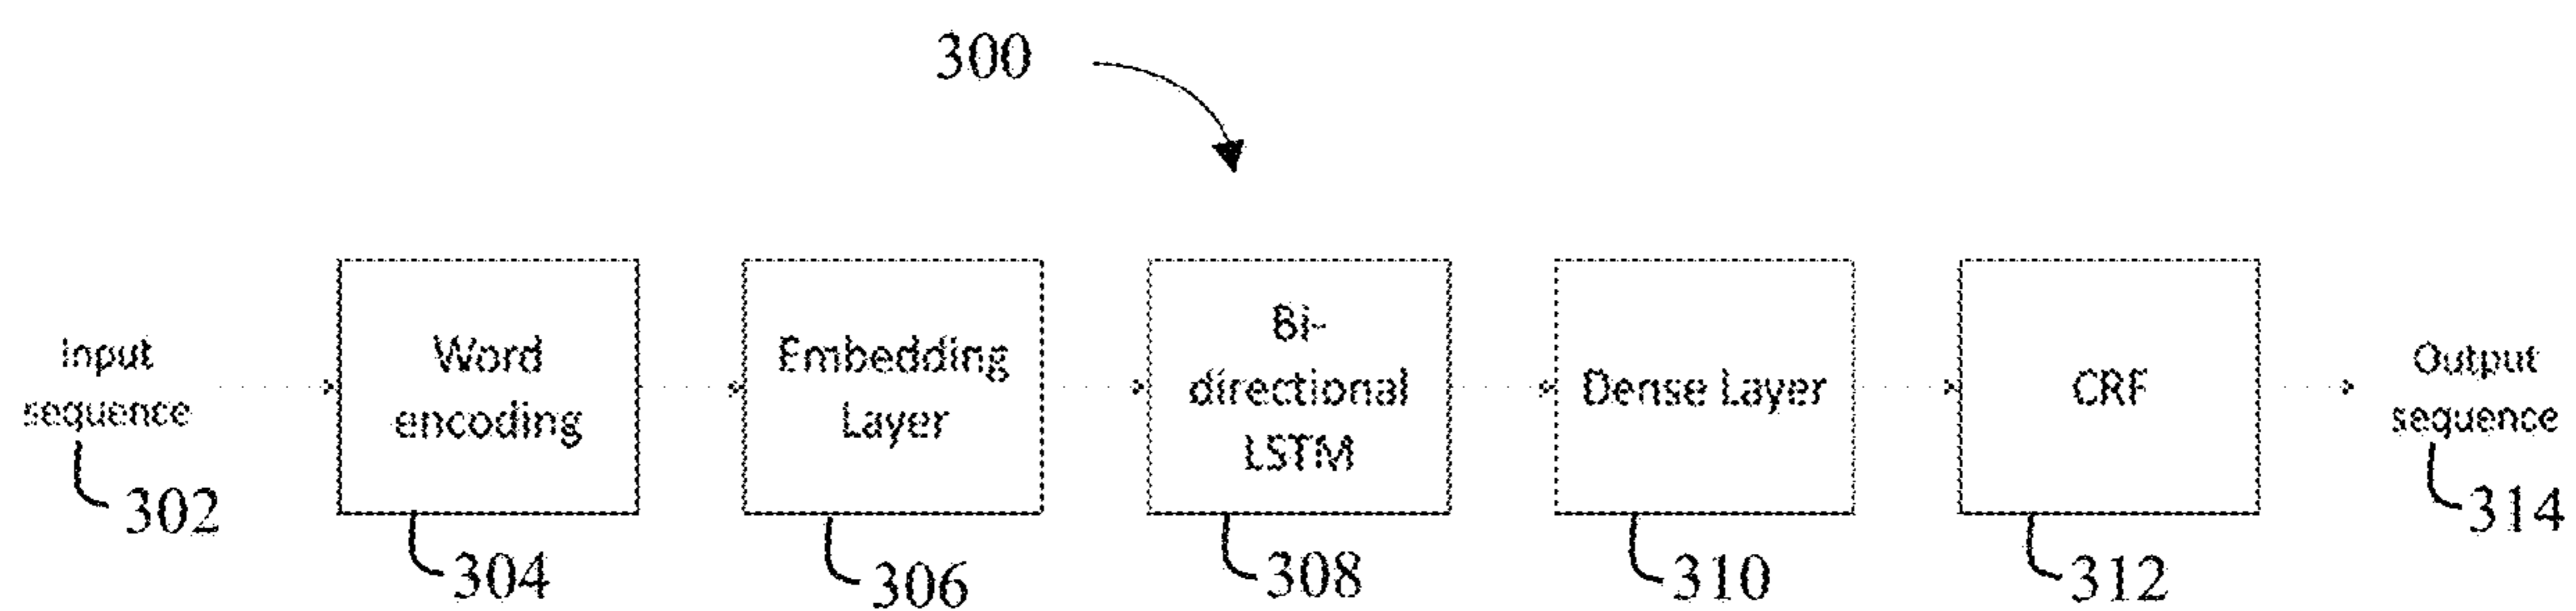 300
Input
sequence
302
Word
encoding
304
Embedding
Layer
306
Bi-
directional
LSTM
308
Dense Layer
310
CRF
312
Output
sequence
314